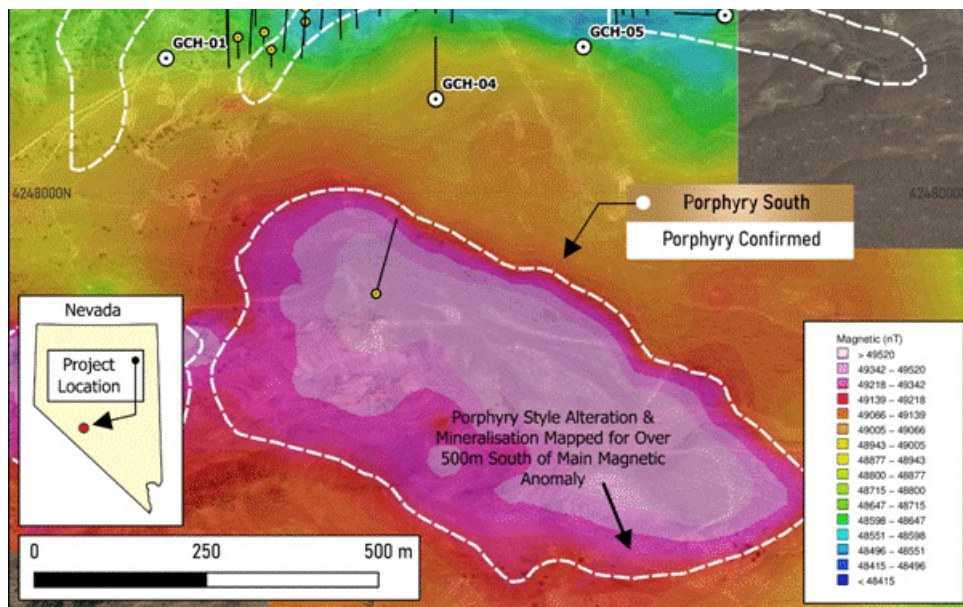 GCH-01
GCH-05
GCH-04
4248000N
4248000N
Porphyry South
Porphyry Confirmed
Nevada
Project
Location
Porphyry Style Alteration &
Mineralisation Mapped for Over
500m South of Main Magnetic
Anomaly
0 250 500 m
Magnetic (nT)
> 49520
49342 – 49520
49218 – 49342
49139 – 49218
49066 – 49139
49005 – 49066
48943 – 49005
48877 – 48943
48800 – 48877
48715 – 48800
48647 – 48715
48598 – 48647
48551 – 48598
48496 – 48551
48415 – 48496
< 48415